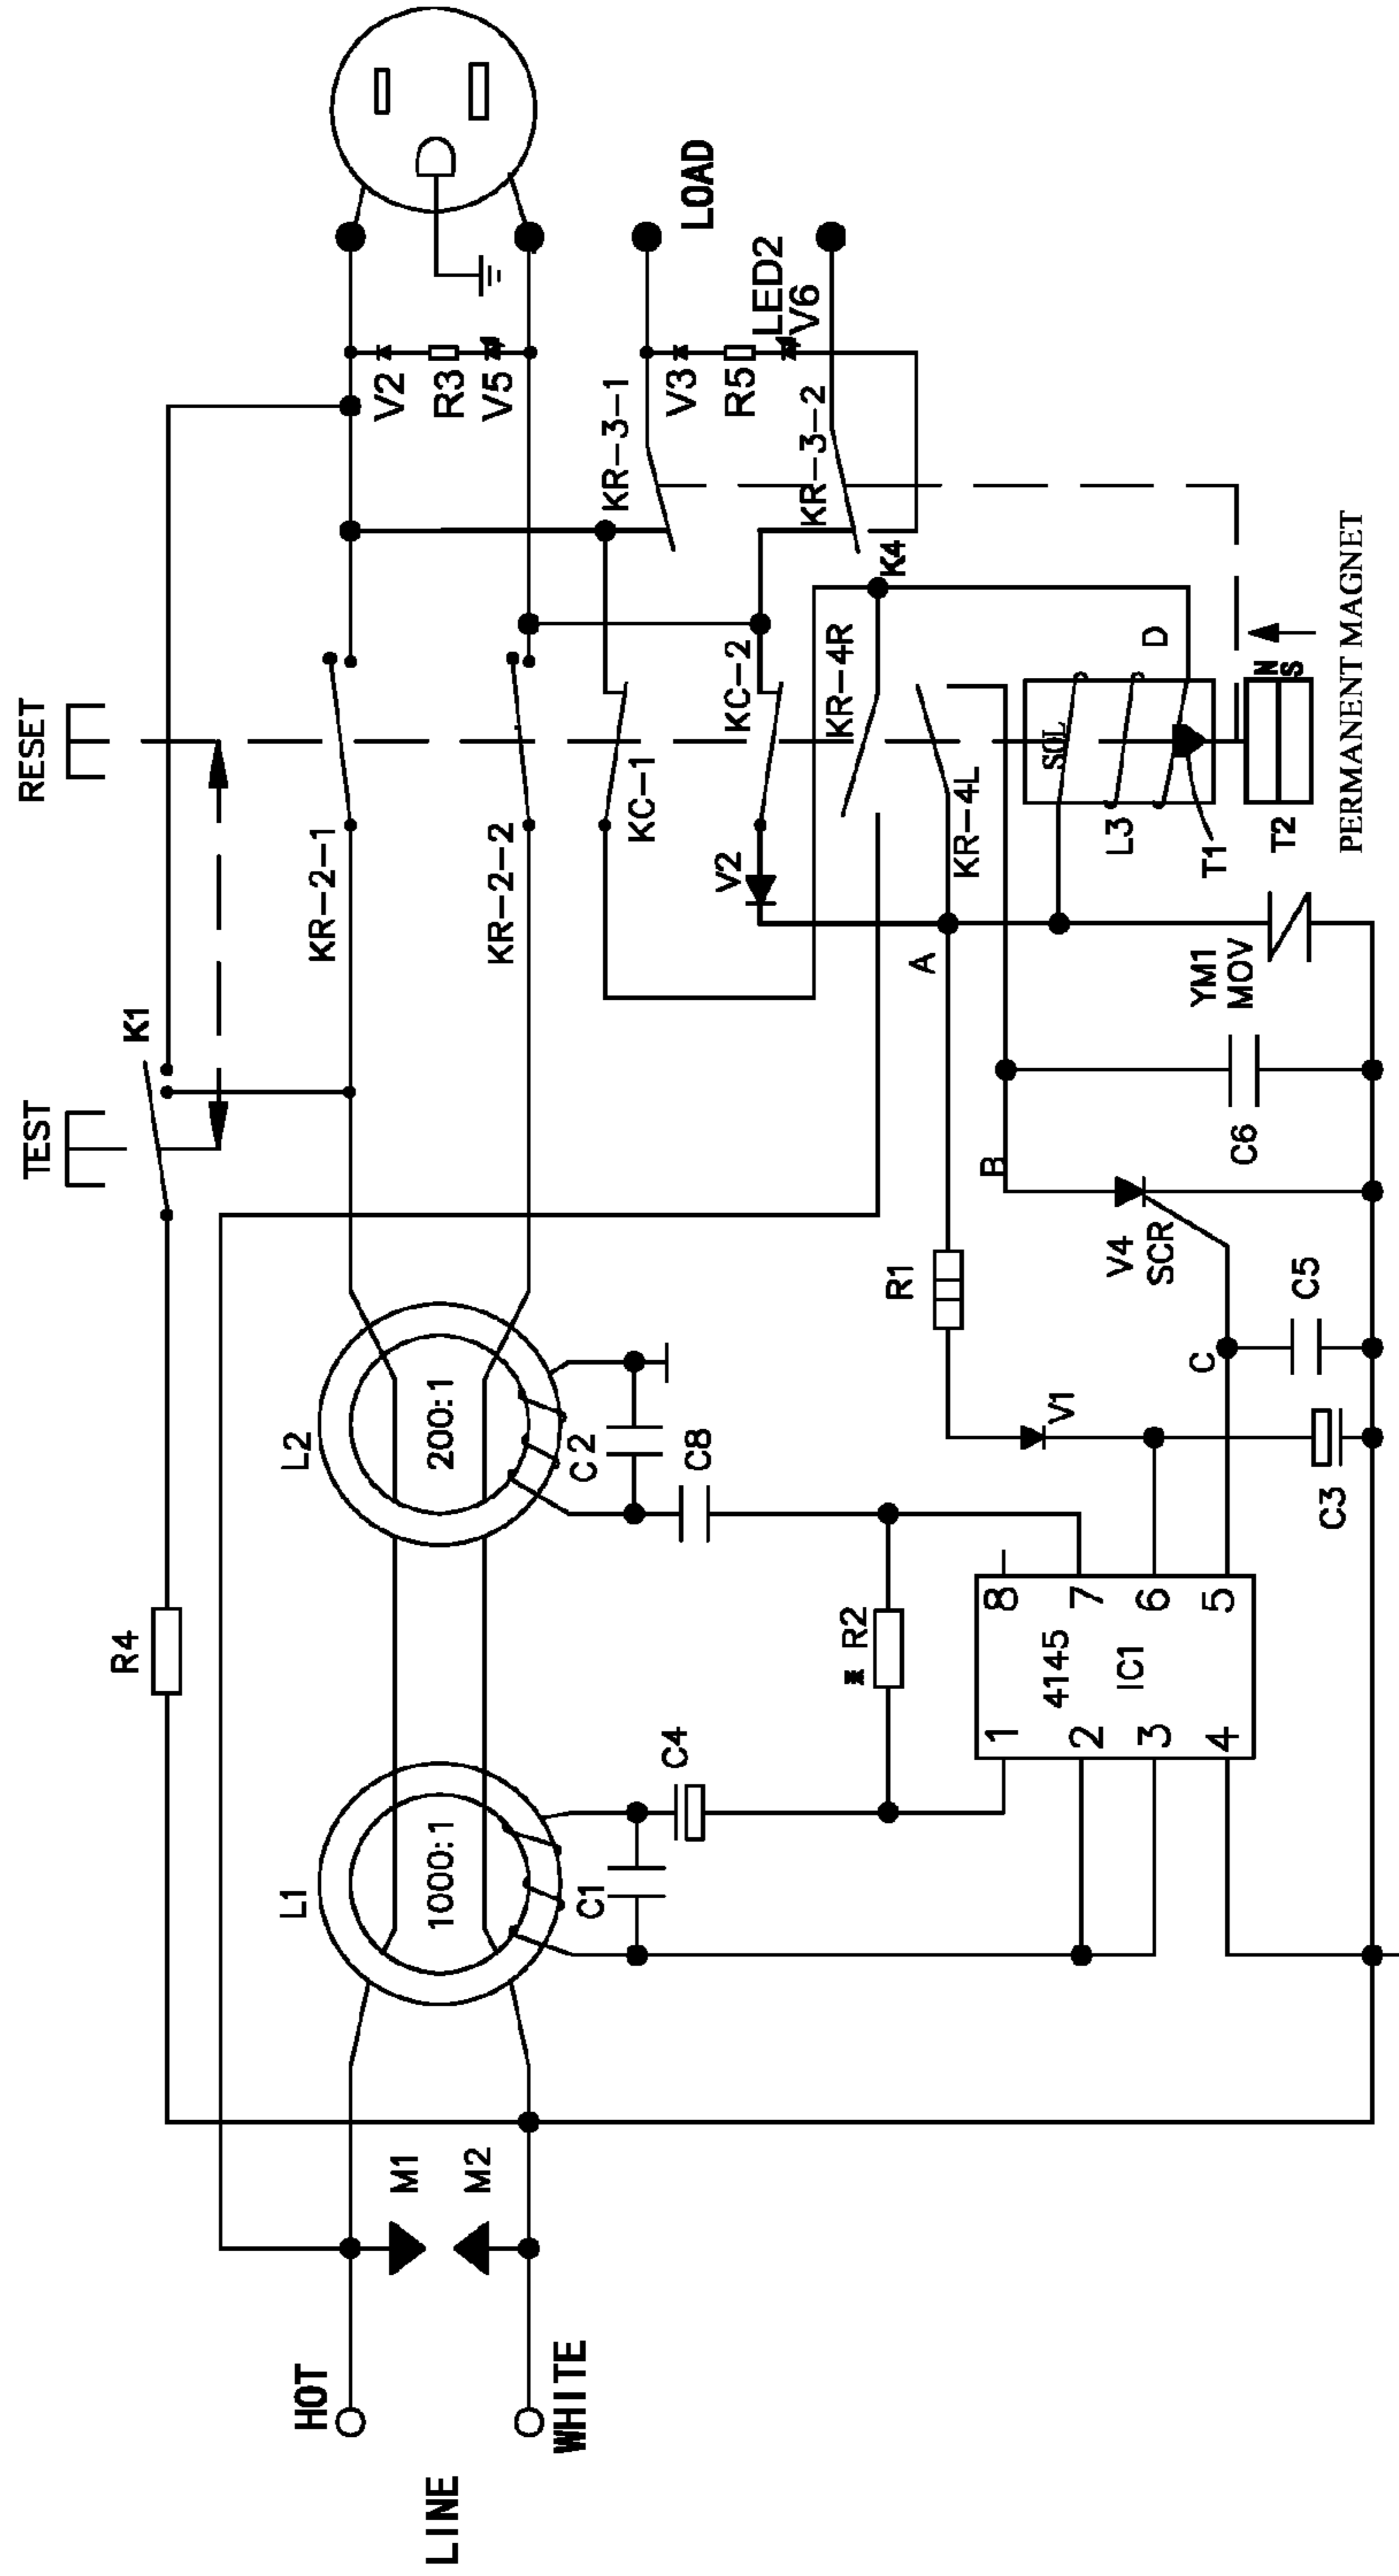 TEST
RESET
K1
R4
HOT
LINE
WHITE
M1
M2
L1
1000:1
L2
200:1
KR-2-1
KR-2-2
V2
R3
V5
C1
C4
C2
C8
KC-1
KC-2
V2
KR-3-1
V3
R5
LED2
V6
LOAD
KR-3-2
K4
KR-4R
KR-4L
* R2
R1
A
B
C
D
1
2
3
4
5
6
7
8
4145
IC1
V1
C3
C5
V4
SCR
C6
YM1
MOV
SOL
L3
T1
T2
N
S
PERMANENT MAGNET